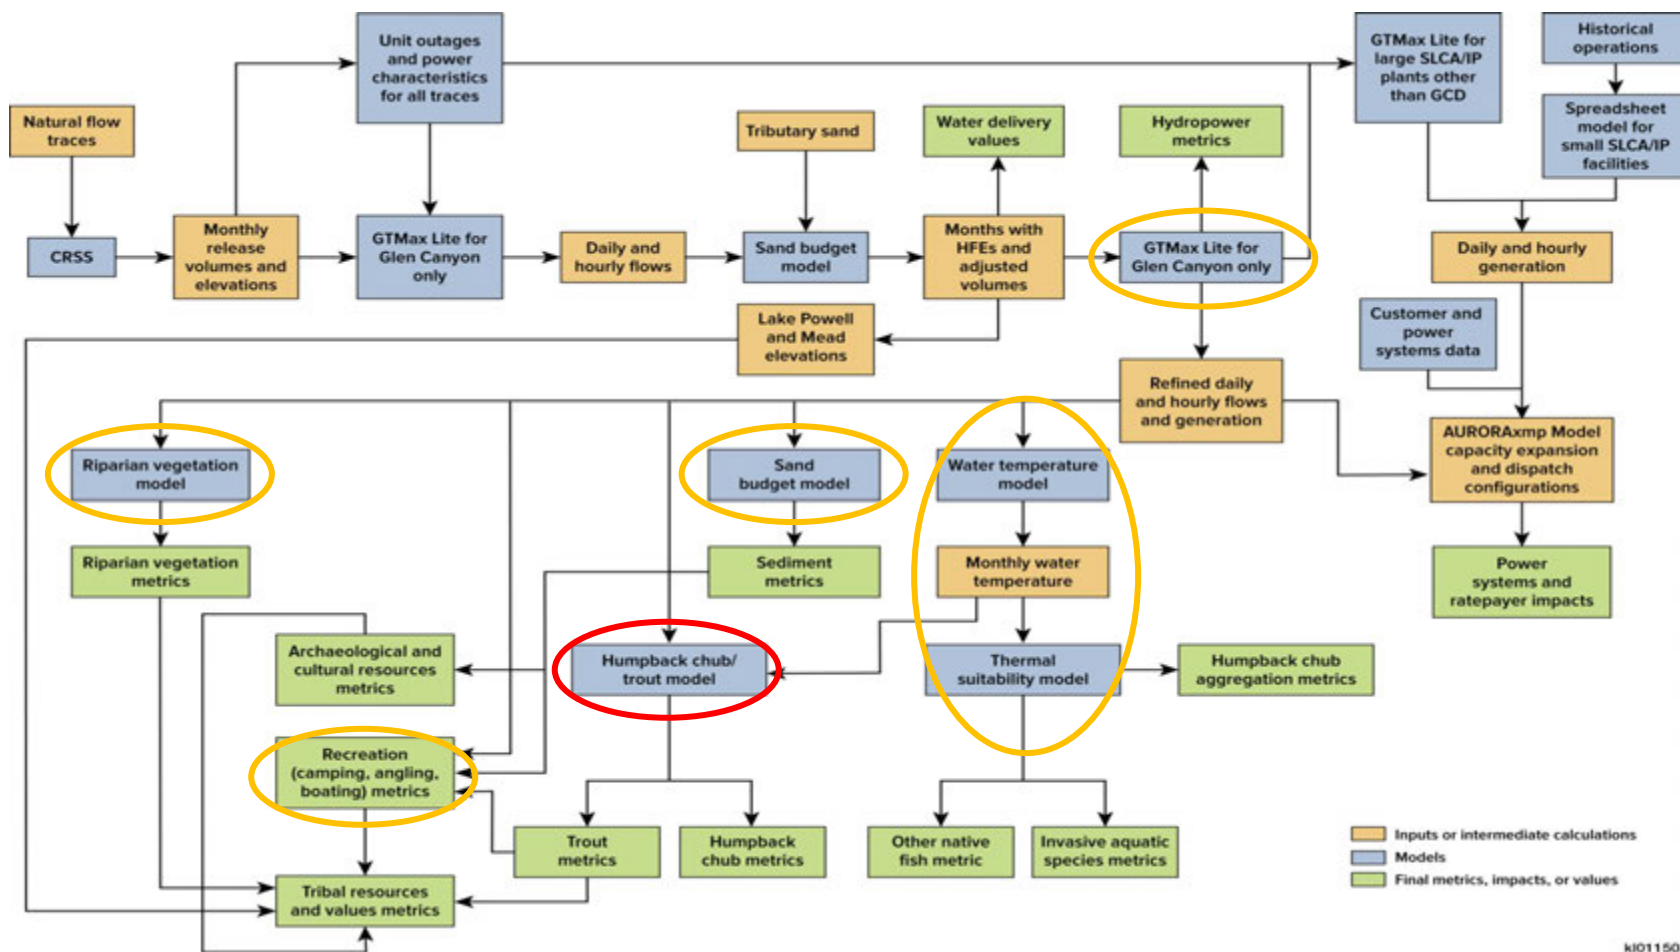 Unit outages
and power
characteristics
for all traces
GTMax Lite for
large SLCA/IP
plants other
than GCD
Historical
operations
Natural flow
traces
Tributary sand
Water delivery
values
Hydropower
metrics
Spreadsheet
model for
small SLCA/IP
facilities
CRSS
Monthly
release
volumes and
elevations
GTMax Lite for
Glen Canyon
only
Daily and
hourly flows
Sand budget
model
Months with
HFEs and
adjusted
volumes
GTMax Lite for
Glen Canyon only
Daily and hourly
generation
Lake Powell
and Mead
elevations
Customer and
power
systems data
Refined daily
and hourly flows
and generation
AURORAxmp Model
capacity expansion
and dispatch
configurations
Riparian vegetation
model
Sand
budget model
Water temperature
model
Riparian vegetation
metrics
Sediment
metrics
Monthly water
temperature
Power
systems and
ratepayer impacts
Archaeological and
cultural resources
metrics
Humpback chub/
trout model
Thermal
suitability model
Humpback chub
aggregation metrics
Recreation
(camping, angling,
boating) metrics
Trout
metrics
Humpback
chub metrics
Other native
fish metric
Invasive aquatic
species metrics
Tribal resources
and values metrics
Inputs or intermediate calculations
Models
Final metrics, impacts, or values